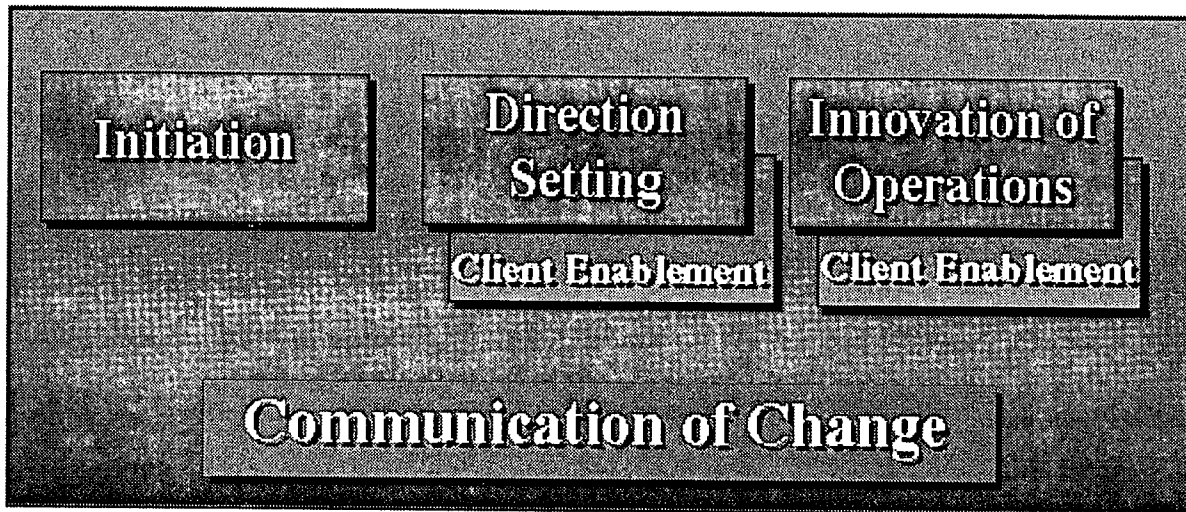 Initiation
Direction
Setting
Client Enablement
Innovation of
Operations
Client Enablement
Communication of Change